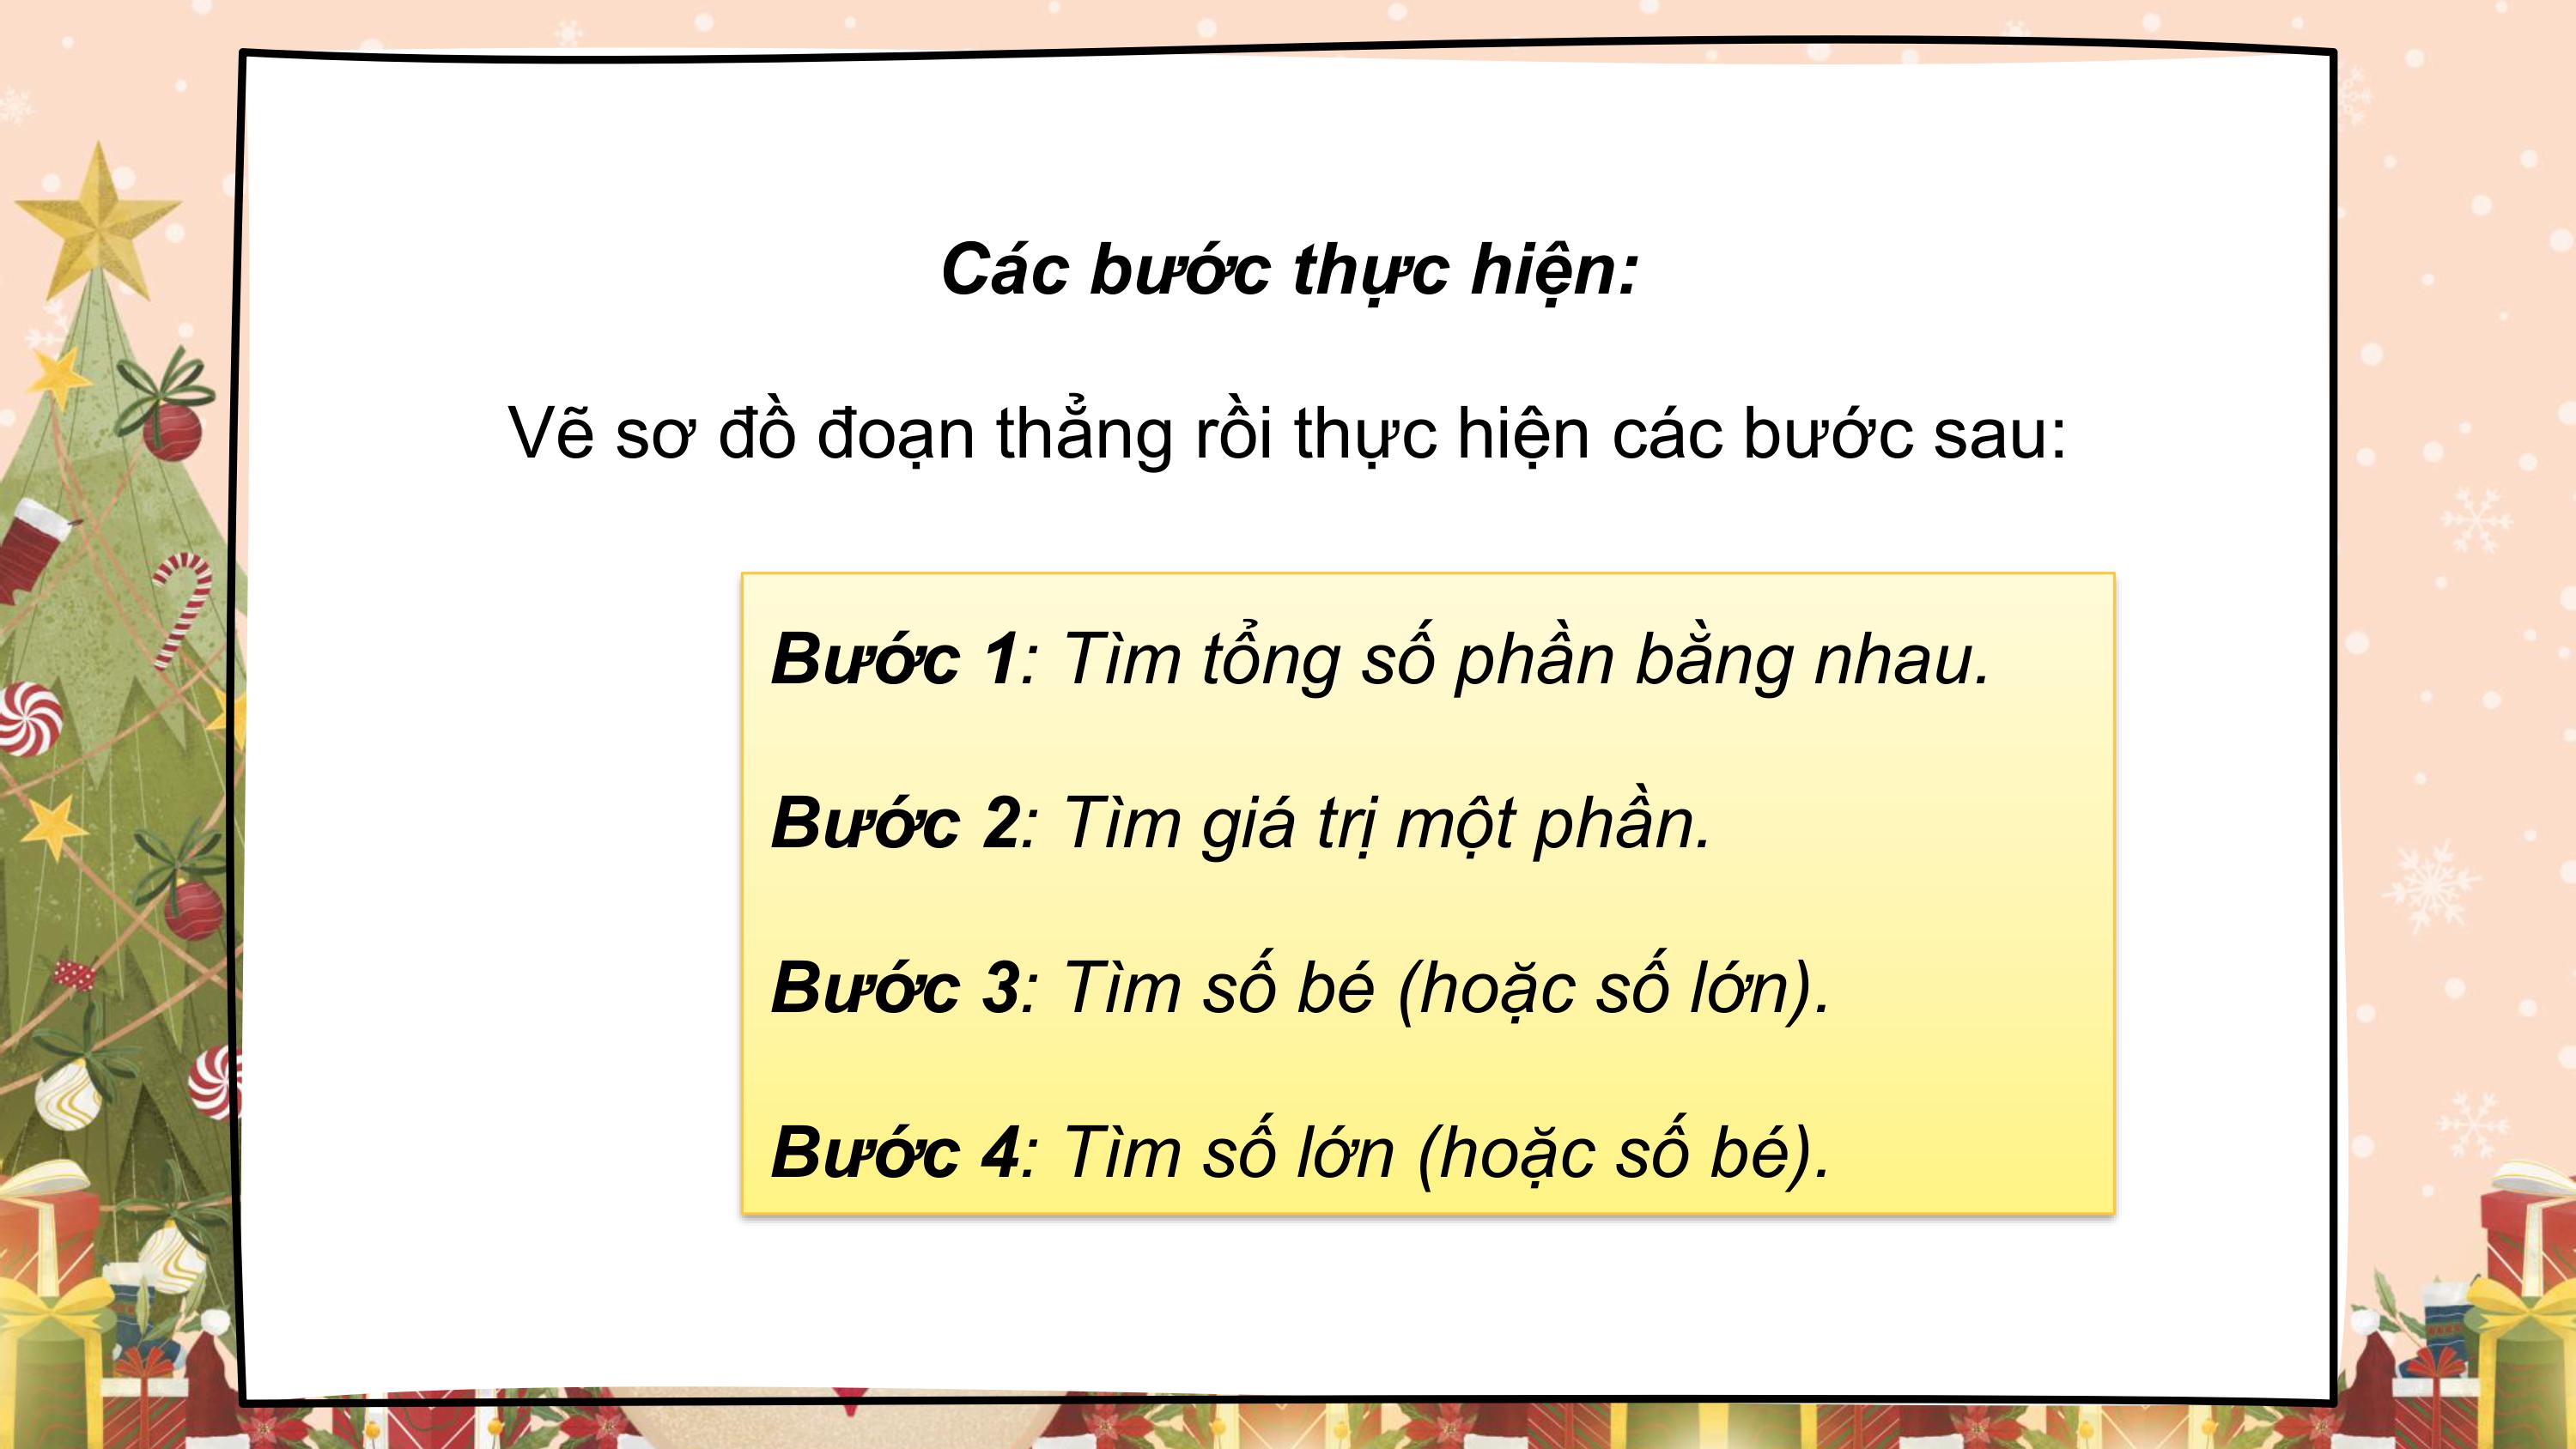 Các bước thực hiện:
Vẽ sơ đồ đoạn thẳng rồi thực hiện các bước sau:
Bước 1: Tìm tổng số phần bằng nhau.
Bước 2: Tìm giá trị một phần.
Bước 3: Tìm số bé (hoặc số lớn).
Bước 4: Tìm số lớn (hoặc số bé).